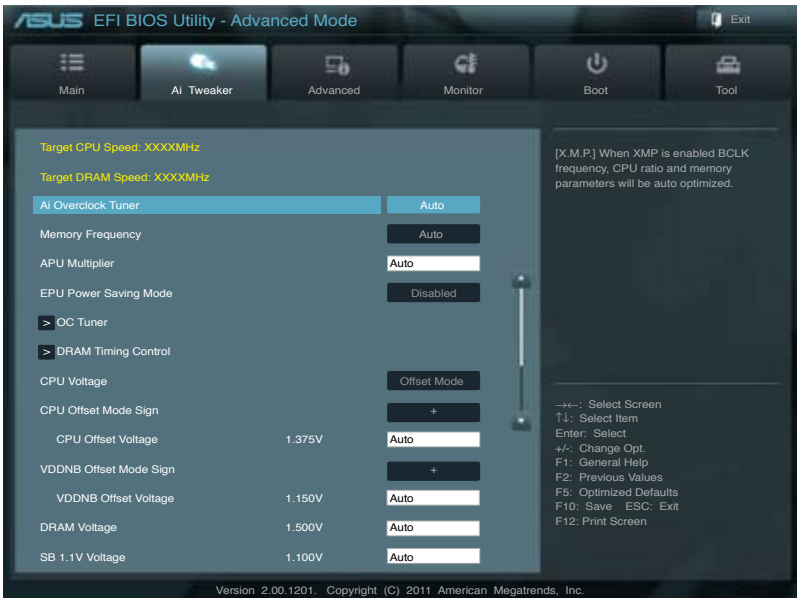 ASUS EFI BIOS Utility - Advanced Mode
Exit
Main
Ai Tweaker
Advanced
Monitor
Boot
Tool
Target CPU Speed: XXXXMHz
Target DRAM Speed: XXXXMHz
Ai Overclock Tuner Auto
Memory Frequency Auto
APU Multiplier Auto
EPU Power Saving Mode Disabled
> OC Tuner
> DRAM Timing Control
CPU Voltage Offset Mode
CPU Offset Mode Sign +
CPU Offset Voltage 1.375V Auto
VDDNB Offset Mode Sign +
VDDNB Offset Voltage 1.150V Auto
DRAM Voltage 1.500V Auto
SB 1.1V Voltage 1.100V Auto
[X.M.P.] When XMP is enabled BCLK
frequency, CPU ratio and memory
parameters will be auto optimized.
→←: Select Screen
↑↓: Select Item
Enter: Select
+/-: Change Opt.
F1: General Help
F2: Previous Values
F5: Optimized Defaults
F10: Save ESC: Exit
F12: Print Screen
Version 2.00.1201. Copyright (C) 2011 American Megatrends, Inc.